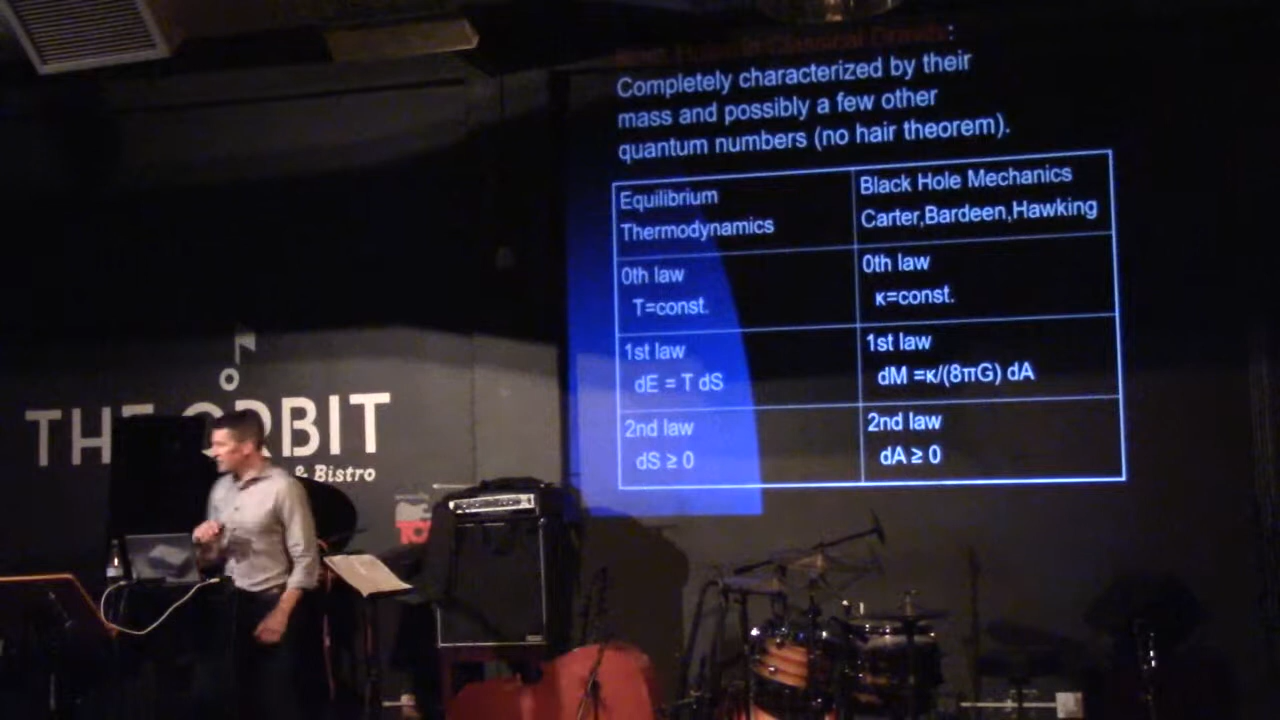 Classical Gravity:
Completely characterized by their
mass and possibly a few other
quantum numbers (no hair theorem).
Equilibrium
Thermodynamics
Black Hole Mechanics
Carter,Bardeen,Hawking
0th law
T=const.
0th law
κ=const.
1st law
dE = T dS
1st law
dM =κ/(8πG) dA
2nd law
dS ≥ 0
2nd law
dA ≥ 0
THE ORBIT
& Bistro